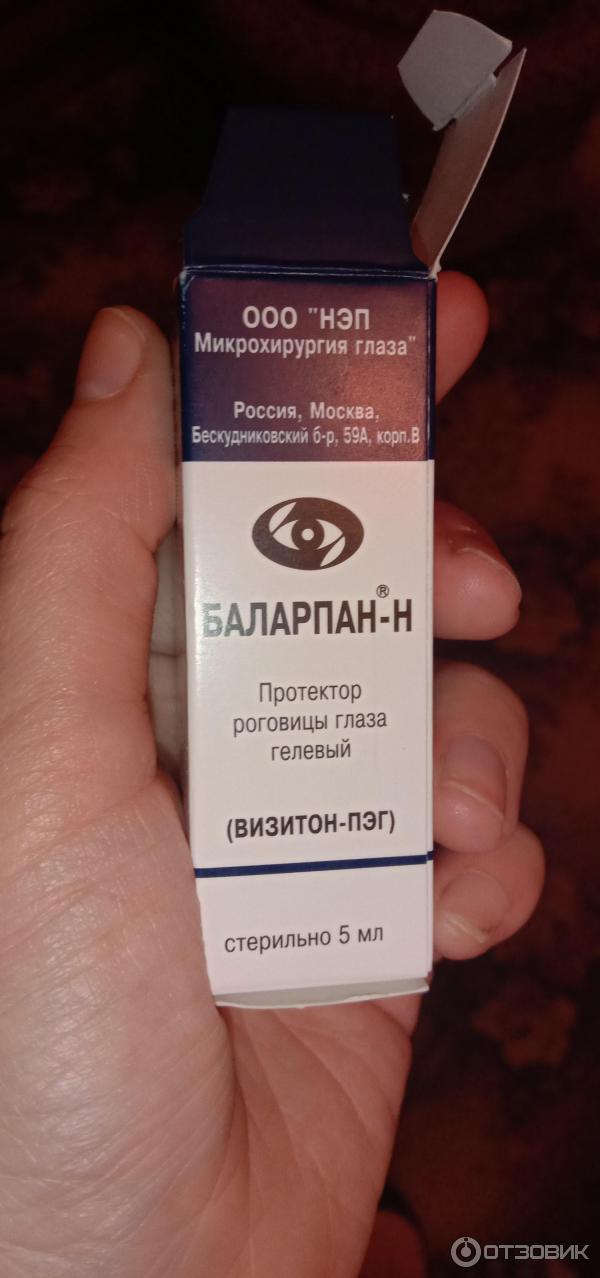 ООО "НЭП
Микрохирургия глаза"
Россия, Москва,
Бескудниковский б-р, 59А, корп.В
БАЛАРПАН®-Н
Протектор
роговицы глаза
гелевый
(ВИЗИТОН-ПЭГ)
стерильно 5 мл
ОТЗОВИК